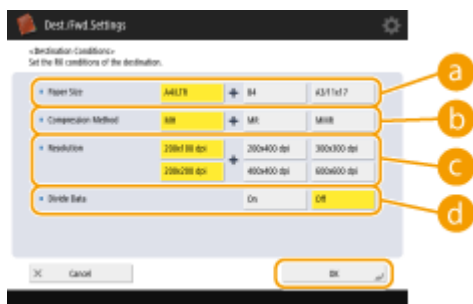 Dest./Fwd.Settings
<Destination Conditions>
Set the RX conditions of the destination.
Paper Size A4/LTR + B4 A3/11x17 a
Compression Method MH + MR MMR b
Resolution 200x100 dpi 200x400 dpi 300x300 dpi
+ c
200x200 dpi 400x400 dpi 600x600 dpi
Divide Data On Off d
× Cancel OK